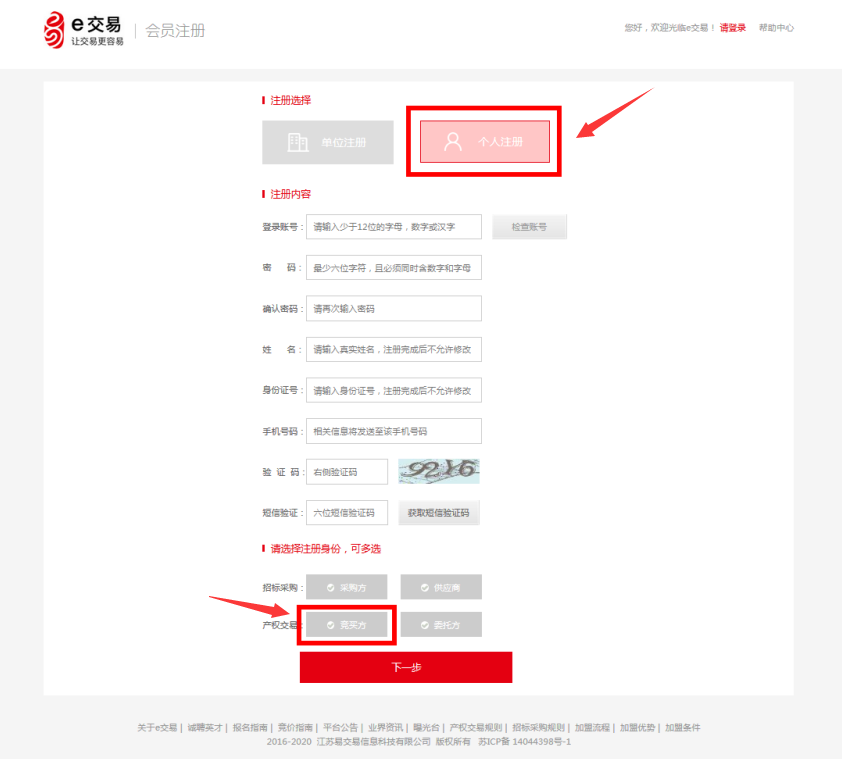 e交易
让交易更容易
会员注册
您好，欢迎光临e交易！ 请登录 帮助中心
注册选择
单位注册 个人注册
注册内容
登录账号： 请输入少于12位的字母，数字或汉字 检查账号
密 码： 最少六位字符，且必须同时含数字和字母
确认密码： 请再次输入密码
姓 名： 请输入真实姓名，注册完成后不允许修改
身份证号： 请输入身份证号，注册完成后不允许修改
手机号码： 相关信息将发送至该手机号码
验 证 码： 右侧验证码 9216
短信验证： 六位短信验证码 获取短信验证码
请选择注册身份，可多选
招标采购： 采购方 供应商
产权交易： 竞买方 委托方
下一步
关于e交易| 诚聘英才| 报名指南| 竞价指南| 平台公告| 业界资讯| 曝光台| 产权交易规则| 招标采购规则| 加盟流程| 加盟优势| 加盟条件
2016-2020 江苏易交易信息科技有限公司 版权所有 苏ICP备 14044398号-1